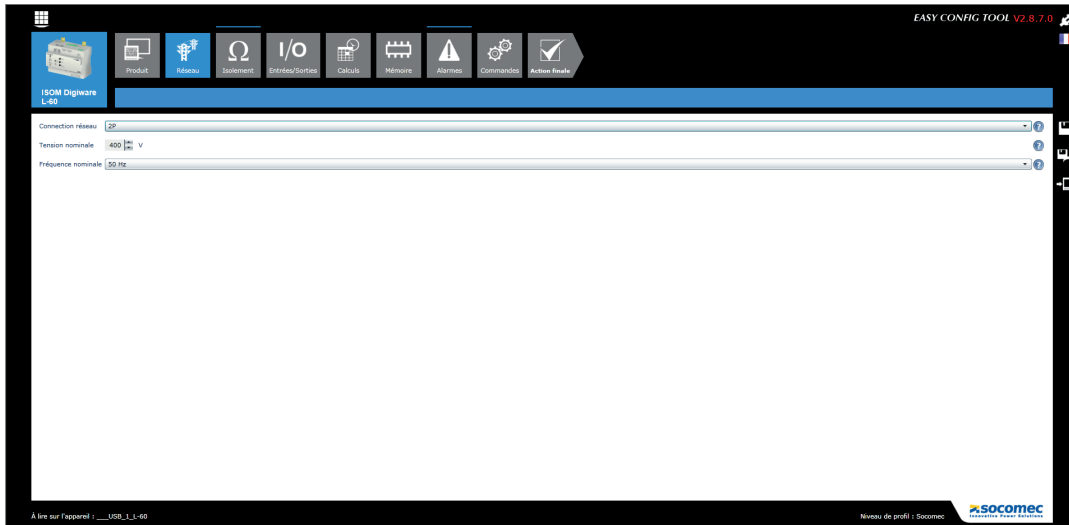 EASY CONFIG TOOL V2.8.7.0
Produit
Réseau
Ω
Isolement
I/O
Entrées/Sorties
Calculs
Mémoire
Alarmes
Commandes
Action finale
ISOM Digiware
L-60
Connection réseau 2P
Tension nominale 400 V
Fréquence nominale 50 Hz
À lire sur l'appareil : ___USB_1_L-60
Niveau de profil : Socomec
socomec
Innovative Power Solutions